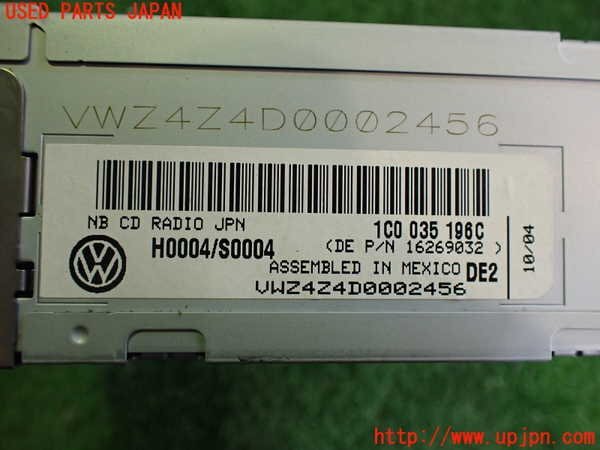 USED PARTS JAPAN
VWZ4Z4D0002456
NB CD RADIO JPN
1C0 035 196C
H0004/S0004
(DE P/N 16269032 )
ASSEMBLED IN MEXICO DE2
VWZ4Z4D0002456
10/04
http://www.upjpn.com/